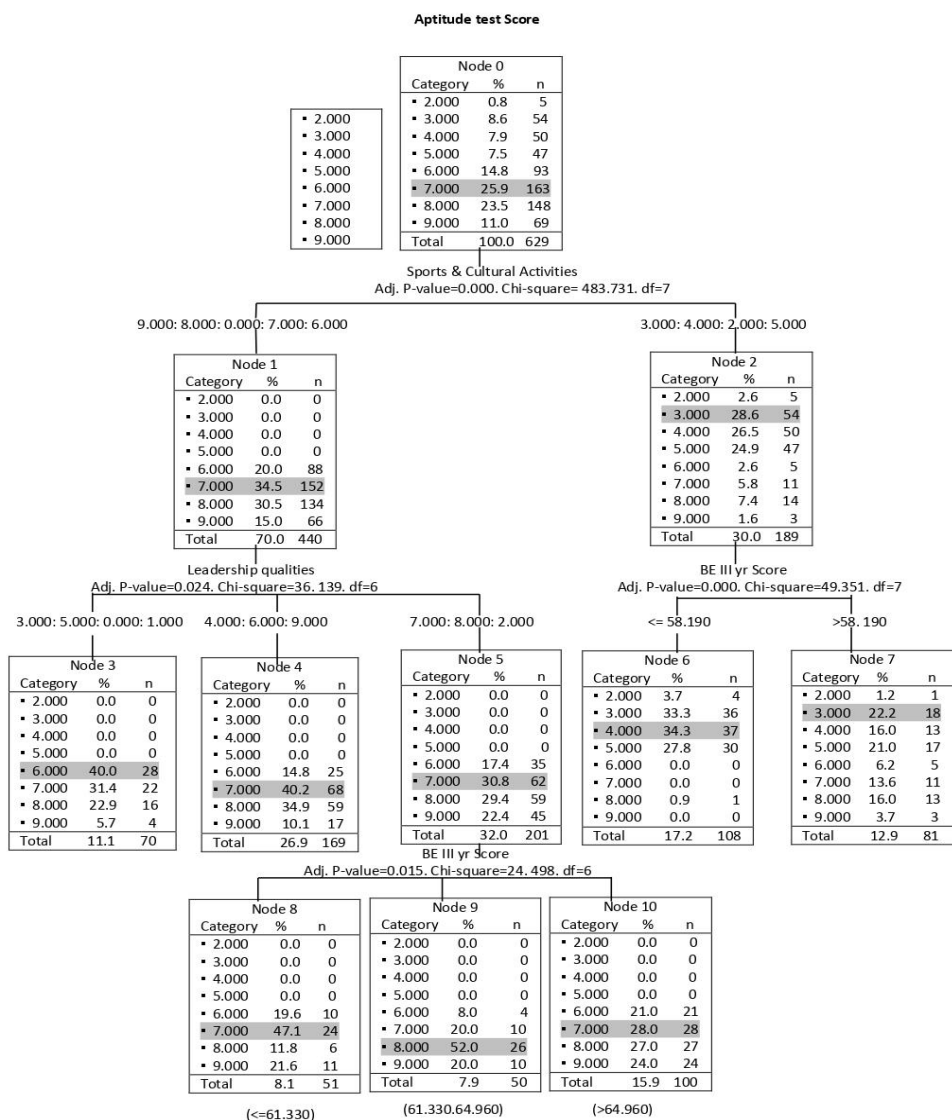 Aptitude test Score
Node 0
Category % n
▪ 2.000 0.8 5
▪ 3.000 8.6 54
▪ 4.000 7.9 50
▪ 5.000 7.5 47
▪ 6.000 14.8 93
▪ 7.000 25.9 163
▪ 8.000 23.5 148
▪ 9.000 11.0 69
Total 100.0 629
▪ 2.000
▪ 3.000
▪ 4.000
▪ 5.000
▪ 6.000
▪ 7.000
▪ 8.000
▪ 9.000
Sports & Cultural Activities
Adj. P-value=0.000. Chi-square= 483.731. df=7
9.000: 8.000: 0.000: 7.000: 6.000
Node 1
Category % n
▪ 2.000 0.0 0
▪ 3.000 0.0 0
▪ 4.000 0.0 0
▪ 5.000 0.0 0
▪ 6.000 20.0 88
▪ 7.000 34.5 152
▪ 8.000 30.5 134
▪ 9.000 15.0 66
Total 70.0 440
3.000: 4.000: 2.000: 5.000
Node 2
Category % n
▪ 2.000 2.6 5
▪ 3.000 28.6 54
▪ 4.000 26.5 50
▪ 5.000 24.9 47
▪ 6.000 2.6 5
▪ 7.000 5.8 11
▪ 8.000 7.4 14
▪ 9.000 1.6 3
Total 30.0 189
Leadership qualities
Adj. P-value=0.024. Chi-square=36. 139. df=6
BE III yr Score
Adj. P-value=0.000. Chi-square=49.351. df=7
3.000: 5.000: 0.000: 1.000
Node 3
Category % n
▪ 2.000 0.0 0
▪ 3.000 0.0 0
▪ 4.000 0.0 0
▪ 5.000 0.0 0
▪ 6.000 40.0 28
▪ 7.000 31.4 22
▪ 8.000 22.9 16
▪ 9.000 5.7 4
Total 11.1 70
4.000: 6.000: 9.000
Node 4
Category % n
▪ 2.000 0.0 0
▪ 3.000 0.0 0
▪ 4.000 0.0 0
▪ 5.000 0.0 0
▪ 6.000 14.8 25
▪ 7.000 40.2 68
▪ 8.000 34.9 59
▪ 9.000 10.1 17
Total 26.9 169
7.000: 8.000: 2.000
Node 5
Category % n
▪ 2.000 0.0 0
▪ 3.000 0.0 0
▪ 4.000 0.0 0
▪ 5.000 0.0 0
▪ 6.000 17.4 35
▪ 7.000 30.8 62
▪ 8.000 29.4 59
▪ 9.000 22.4 45
Total 32.0 201
<= 58.190
Node 6
Category % n
▪ 2.000 3.7 4
▪ 3.000 33.3 36
▪ 4.000 34.3 37
▪ 5.000 27.8 30
▪ 6.000 0.0 0
▪ 7.000 0.0 0
▪ 8.000 0.9 1
▪ 9.000 0.0 0
Total 17.2 108
>58. 190
Node 7
Category % n
▪ 2.000 1.2 1
▪ 3.000 22.2 18
▪ 4.000 16.0 13
▪ 5.000 21.0 17
▪ 6.000 6.2 5
▪ 7.000 13.6 11
▪ 8.000 16.0 13
▪ 9.000 3.7 3
Total 12.9 81
BE III yr Score
Adj. P-value=0.015. Chi-square=24. 498. df=6
Node 8
Category % n
▪ 2.000 0.0 0
▪ 3.000 0.0 0
▪ 4.000 0.0 0
▪ 5.000 0.0 0
▪ 6.000 19.6 10
▪ 7.000 47.1 24
▪ 8.000 11.8 6
▪ 9.000 21.6 11
Total 8.1 51
(<=61.330)
Node 9
Category % n
▪ 2.000 0.0 0
▪ 3.000 0.0 0
▪ 4.000 0.0 0
▪ 5.000 0.0 0
▪ 6.000 8.0 4
▪ 7.000 20.0 10
▪ 8.000 52.0 26
▪ 9.000 20.0 10
Total 7.9 50
(61.330.64.960)
Node 10
Category % n
▪ 2.000 0.0 0
▪ 3.000 0.0 0
▪ 4.000 0.0 0
▪ 5.000 0.0 0
▪ 6.000 21.0 21
▪ 7.000 28.0 28
▪ 8.000 27.0 27
▪ 9.000 24.0 24
Total 15.9 100
(>64.960)